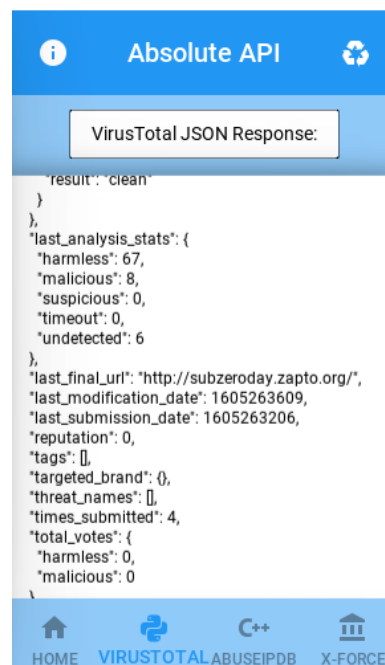 Absolute API
VirusTotal JSON Response:
"result": "clean"
}
},
"last_analysis_stats": {
"harmless": 67,
"malicious": 8,
"suspicious": 0,
"timeout": 0,
"undetected": 6
},
"last_final_url": "http://subzeroday.zapto.org/",
"last_modification_date": 1605263609,
"last_submission_date": 1605263206,
"reputation": 0,
"tags": [],
"targeted_brand": {},
"threat_names": [],
"times_submitted": 4,
"total_votes": {
"harmless": 0,
"malicious": 0
}
C++
HOME VIRUSTOTAL ABUSEIPDB X-FORCE